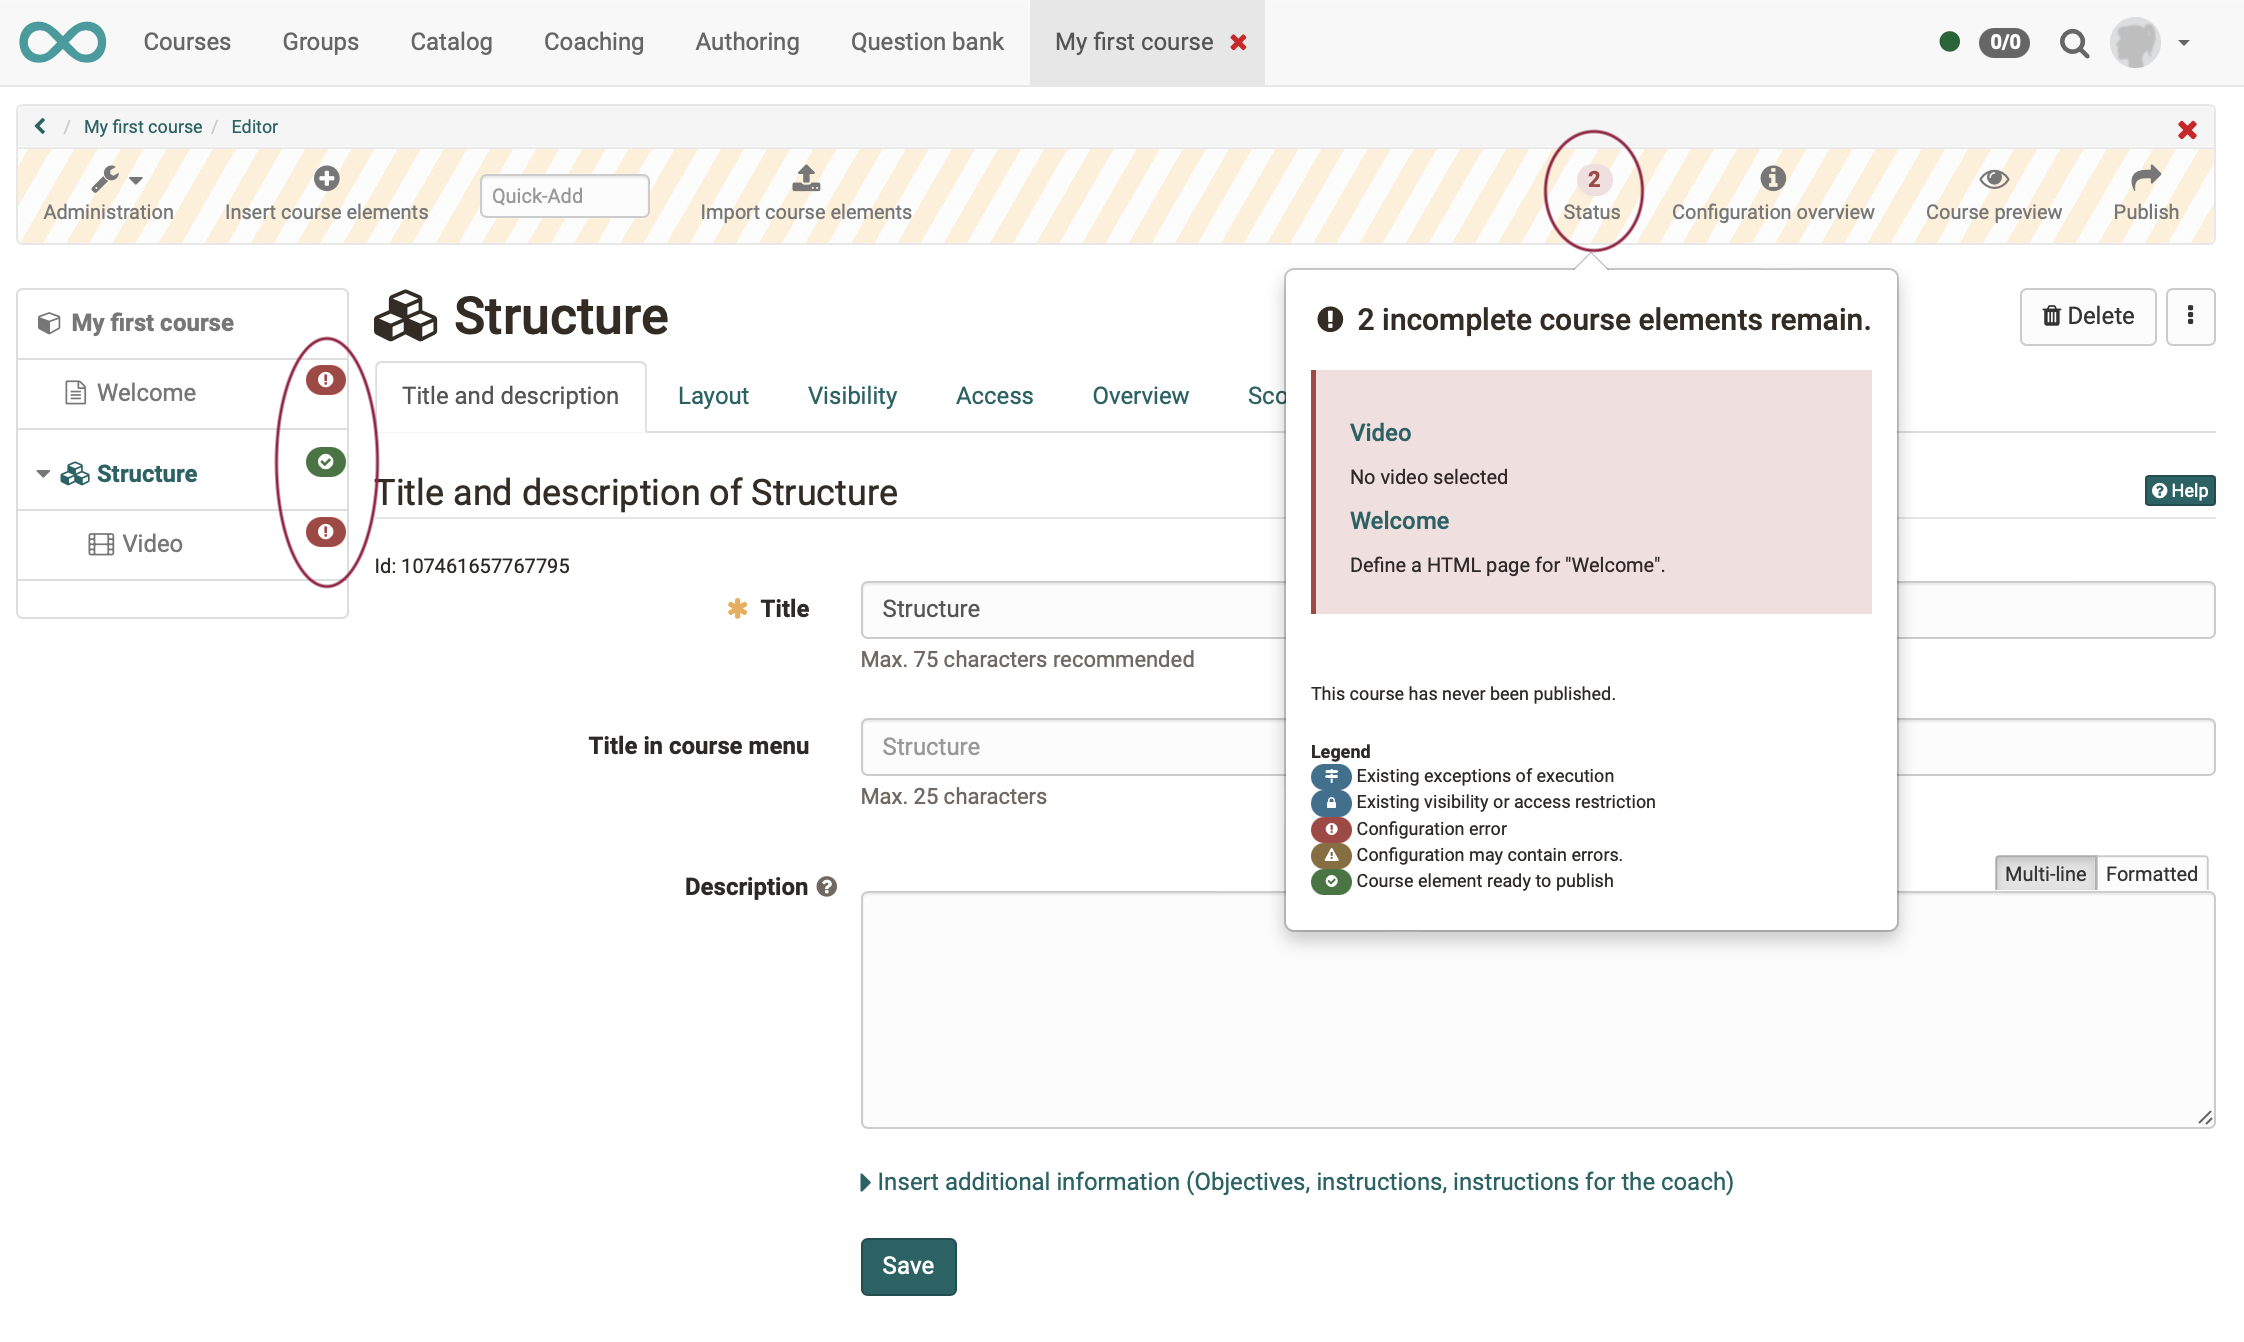 Courses Groups Catalog Coaching Authoring Question bank My first course 0/0
/ My first course / Editor
2
Administration Insert course elements Quick-Add Import course elements Status Configuration overview Course preview Publish
My first course
Welcome
Structure
Video
Structure
Delete
Title and description Layout Visibility Access Overview Sco
Title and description of Structure
Help
Id: 107461657767795
Title Structure
Max. 75 characters recommended
Title in course menu Structure
Max. 25 characters
Description
Multi-line Formatted
Insert additional information (Objectives, instructions, instructions for the coach)
Save
2 incomplete course elements remain.
Video
No video selected
Welcome
Define a HTML page for "Welcome".
This course has never been published.
Legend
Existing exceptions of execution
Existing visibility or access restriction
Configuration error
Configuration may contain errors.
Course element ready to publish